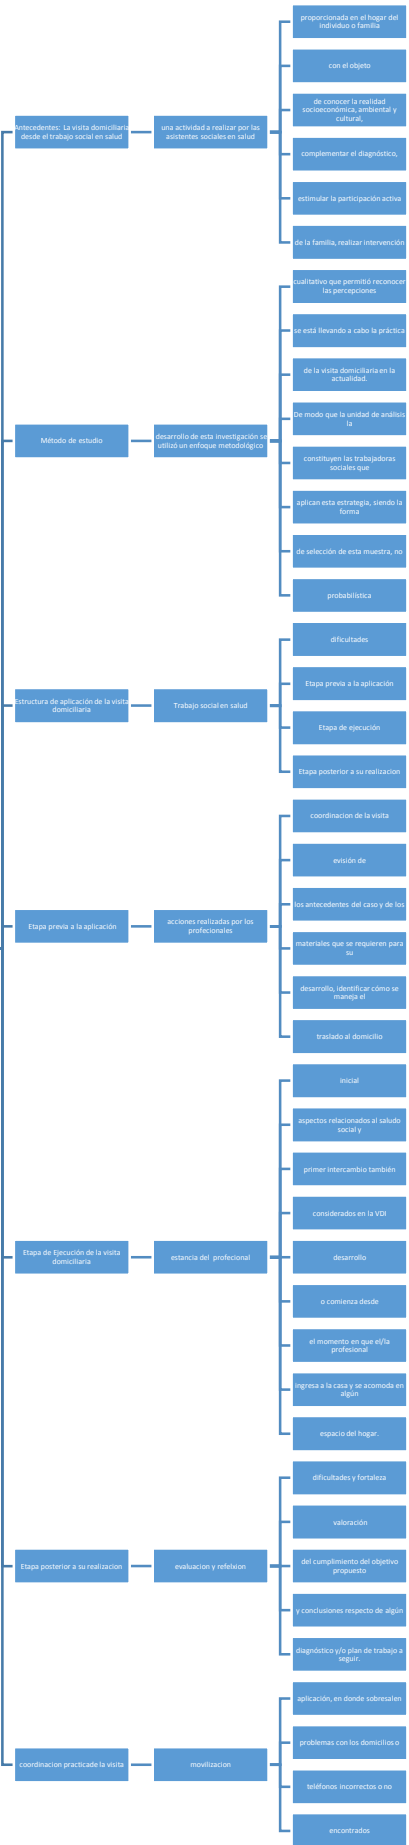 Antecedentes: La visita domiciliaria
desde el trabajo social en salud
una actividad a realizar por las
asistentes sociales en salud
proporcionada en el hogar del
individuo o familia
con el objeto
de conocer la realidad
socioeconómica, ambiental y
cultural,
complementar el diagnóstico,
estimular la participación activa
de la familia, realizar intervención
Método de estudio
desarrollo de esta investigación se
utilizó un enfoque metodológico
cualitativo que permitió reconocer
las percepciones
se está llevando a cabo la práctica
de la visita domiciliaria en la
actualidad.
De modo que la unidad de análisis
la
constituyen las trabajadoras
sociales que
aplican esta estrategia, siendo la
forma
de selección de esta muestra, no
probabilística
Estructura de aplicación de la visita
domiciliaria
Trabajo social en salud
dificultades
Etapa previa a la aplicación
Etapa de ejecución
Etapa posterior a su realizacion
Etapa previa a la aplicación
acciones realizadas por los
profecionales
coordinacion de la visita
evisión de
los antecedentes del caso y de los
materiales que se requieren para
su
desarrollo, identificar cómo se
maneja el
traslado al domicilio
Etapa de Ejecución de la visita
domiciliaria
estancia del profecional
inicial
aspectos relacionados al saludo
social y
primer intercambio también
considerados en la VDI
desarrollo
o comienza desde
el momento en que el/la
profesional
ingresa a la casa y se acomoda en
algún
espacio del hogar.
Etapa posterior a su realizacion
evaluacion y refelxion
dificultades y fortaleza
valoración
del cumplimiento del objetivo
propuesto
y conclusiones respecto de algún
diagnóstico y/o plan de trabajo a
seguir.
coordinacion practicade la visita
movilizacion
aplicación, en donde sobresalen
problemas con los domicilios o
teléfonos incorrectos o no
encontrados